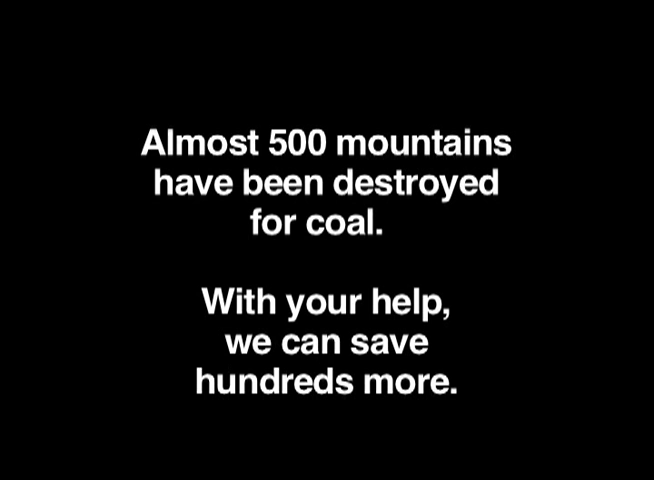 Almost 500 mountains
have been destroyed
for coal.
With your help,
we can save
hundreds more.